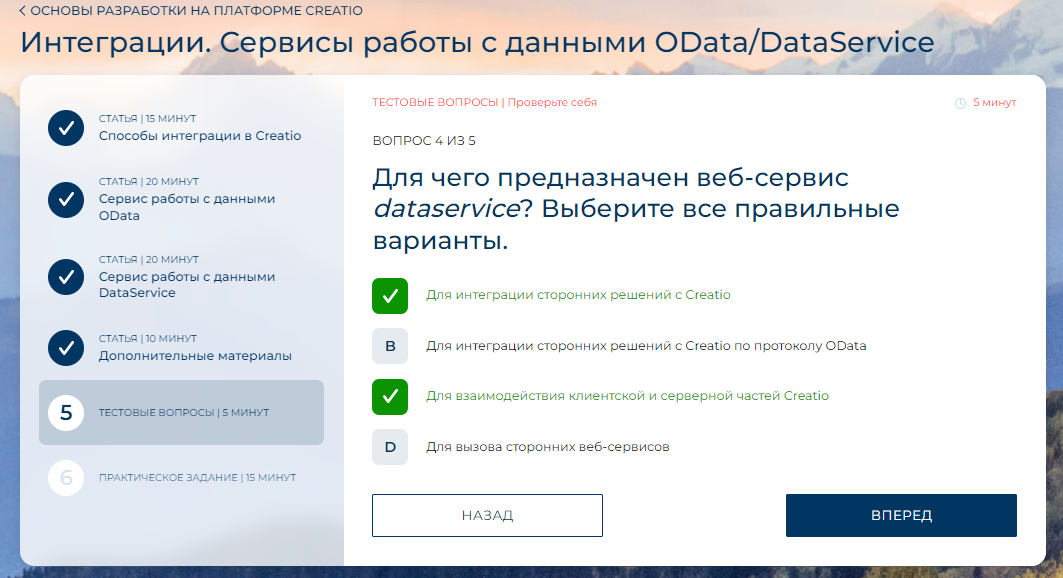 ОСНОВЫ РАЗРАБОТКИ НА ПЛАТФОРМЕ CREATIO
Интеграции. Сервисы работы с данными OData/DataService
СТАТЬЯ | 15 МИНУТ
Способы интеграции в Creatio
СТАТЬЯ | 20 МИНУТ
Сервис работы с данными
OData
СТАТЬЯ | 20 МИНУТ
Сервис работы с данными
DataService
СТАТЬЯ | 10 МИНУТ
Дополнительные материалы
5
ТЕСТОВЫЕ ВОПРОСЫ | 5 МИНУТ
6
ПРАКТИЧЕСКОЕ ЗАДАНИЕ | 15 МИНУТ
ТЕСТОВЫЕ ВОПРОСЫ | Проверьте себя
5 минут
ВОПРОС 4 ИЗ 5
Для чего предназначен веб-сервис
dataservice? Выберите все правильные
варианты.
Для интеграции сторонних решений с Creatio
B Для интеграции сторонних решений с Creatio по протоколу OData
Для взаимодействия клиентской и серверной частей Creatio
D Для вызова сторонних веб-сервисов
НАЗАД
ВПЕРЕД